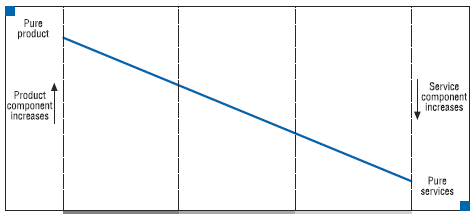 Pure
product
Product
component
increases
Service
component
increases
Pure
services